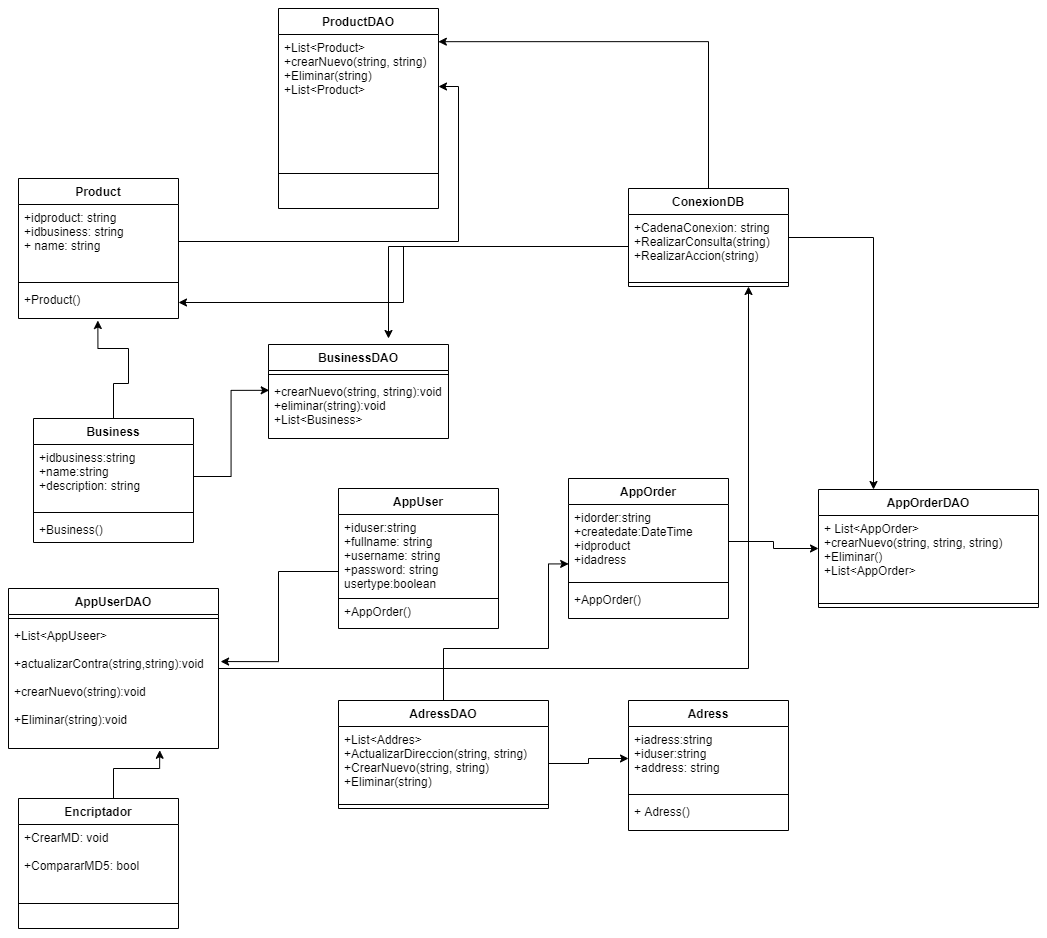 ProductDAO
+List<Product>
+crearNuevo(string, string)
+Eliminar(string)
+List<Product>
Product
+idproduct: string
+idbusiness: string
+ name: string
+Product()
ConexionDB
+CadenaConexion: string
+RealizarConsulta(string)
+RealizarAccion(string)
BusinessDAO
+crearNuevo(string, string):void
+eliminar(string):void
+List<Business>
Business
+idbusiness:string
+name:string
+description: string
+Business()
AppUser
+iduser:string
+fullname: string
+username: string
+password: string
usertype:boolean
+AppOrder()
AppOrder
+idorder:string
+createdate:DateTime
+idproduct
+idadress
+AppOrder()
AppOrderDAO
+ List<AppOrder>
+crearNuevo(string, string, string)
+Eliminar()
+List<AppOrder>
AppUserDAO
+List<AppUseer>
+actualizarContra(string,string):void
+crearNuevo(string):void
+Eliminar(string):void
AdressDAO
+List<Addres>
+ActualizarDireccion(string, string)
+CrearNuevo(string, string)
+Eliminar(string)
Adress
+iadress:string
+iduser:string
+address: string
+ Adress()
Encriptador
+CrearMD: void
+CompararMD5: bool